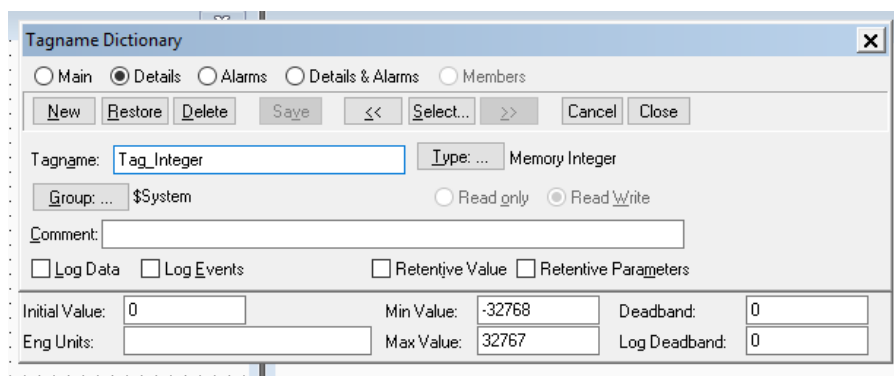 Tagname Dictionary
Main Details Alarms Details & Alarms Members
New Restore Delete Save << Select... >> Cancel Close
Tagname: Tag_Integer Type: ... Memory Integer
Group: ... $System Read only Read Write
Comment:
Log Data Log Events Retentive Value Retentive Parameters
Initial Value: 0 Min Value: -32768 Deadband: 0
Eng Units: Max Value: 32767 Log Deadband: 0